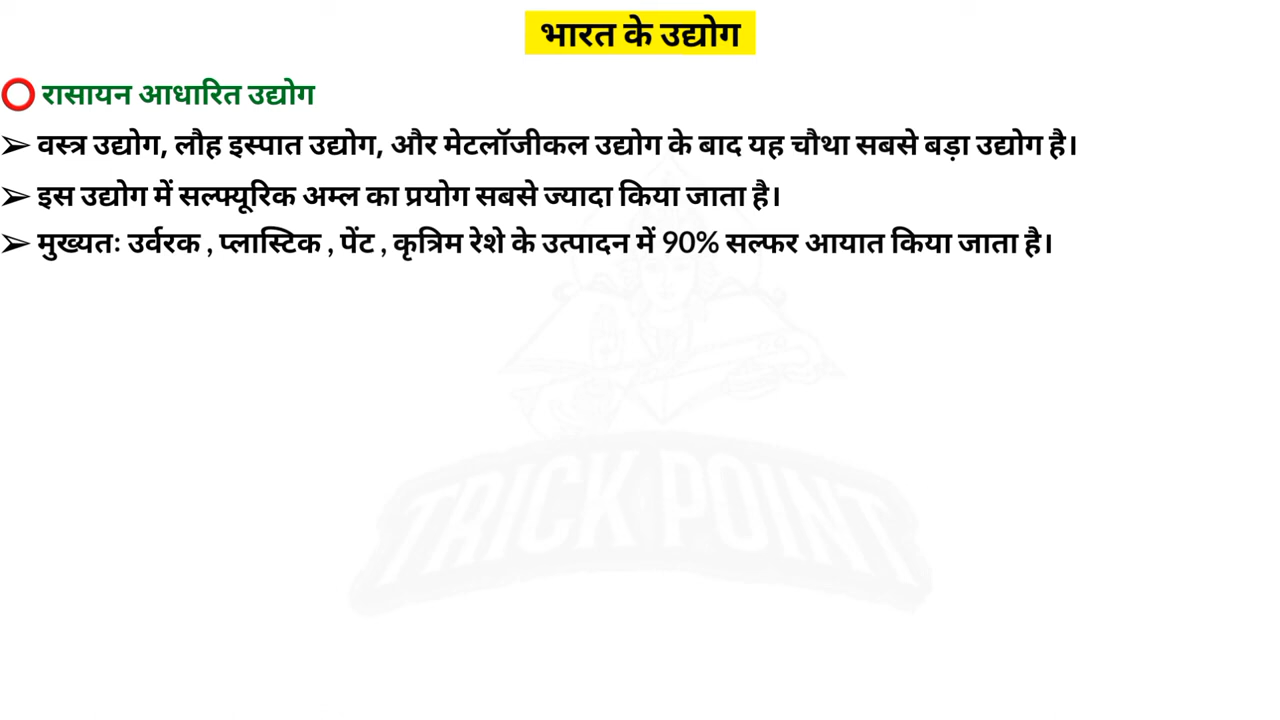 भारत के उद्योग
⭕ रासायन आधारित उद्योग
➢ वस्त्र उद्योग, लौह इस्पात उद्योग, और मेटलॉजीकल उद्योग के बाद यह चौथा सबसे बड़ा उद्योग है।
➢ इस उद्योग में सल्फ्यूरिक अम्ल का प्रयोग सबसे ज्यादा किया जाता है।
➢ मुख्यतः उर्वरक , प्लास्टिक , पेंट , कृत्रिम रेशे के उत्पादन में 90% सल्फर आयात किया जाता है।
TRICK POINT